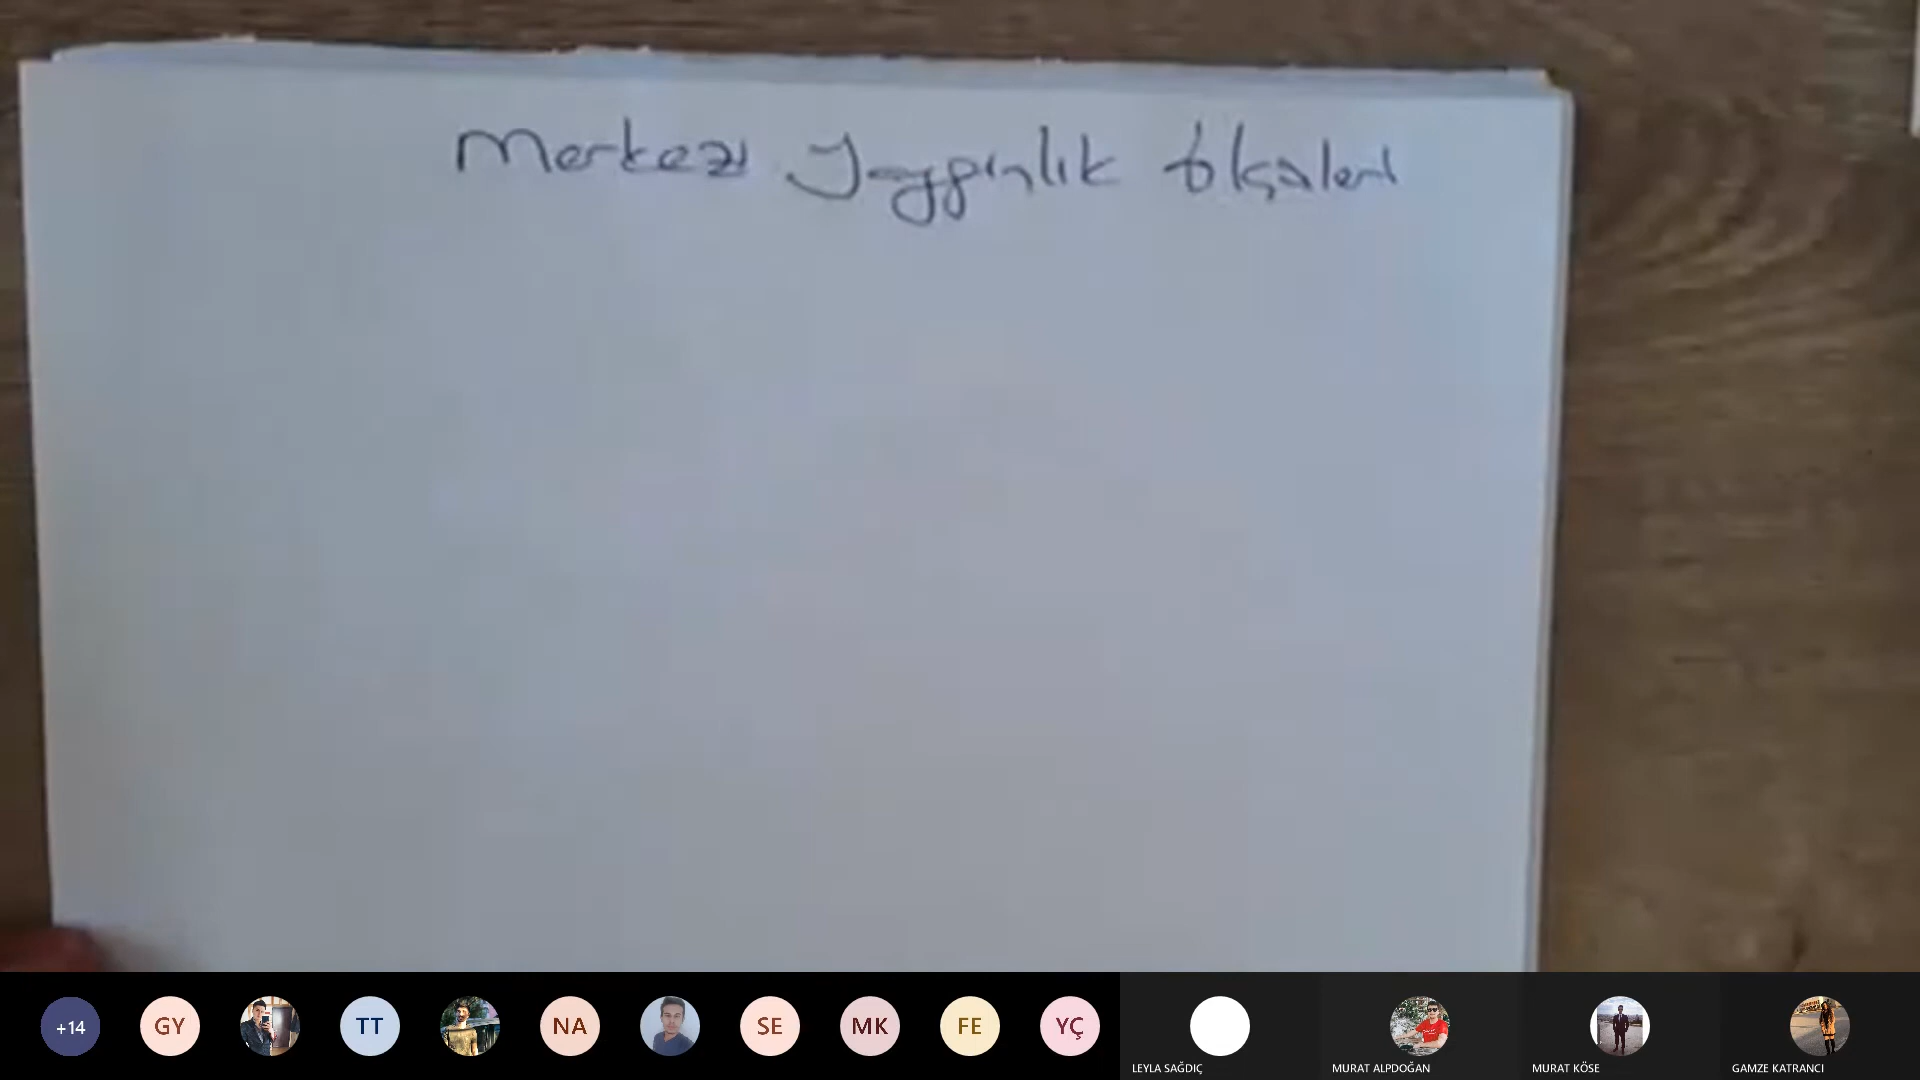 Merkezi Yaygınlık ölçüleri
+14
GY
TT
NA
SE
MK
FE
YÇ
LEYLA SAĞDIÇ
MURAT ALPDOĞAN
MURAT KÖSE
GAMZE KATRANCI